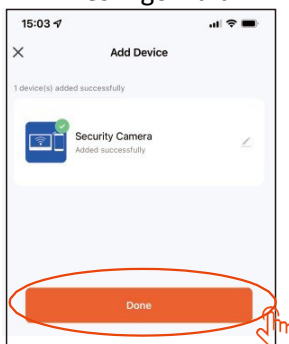 15:03
Add Device
1 device(s) added successfully
Security Camera
Added successfully
Done